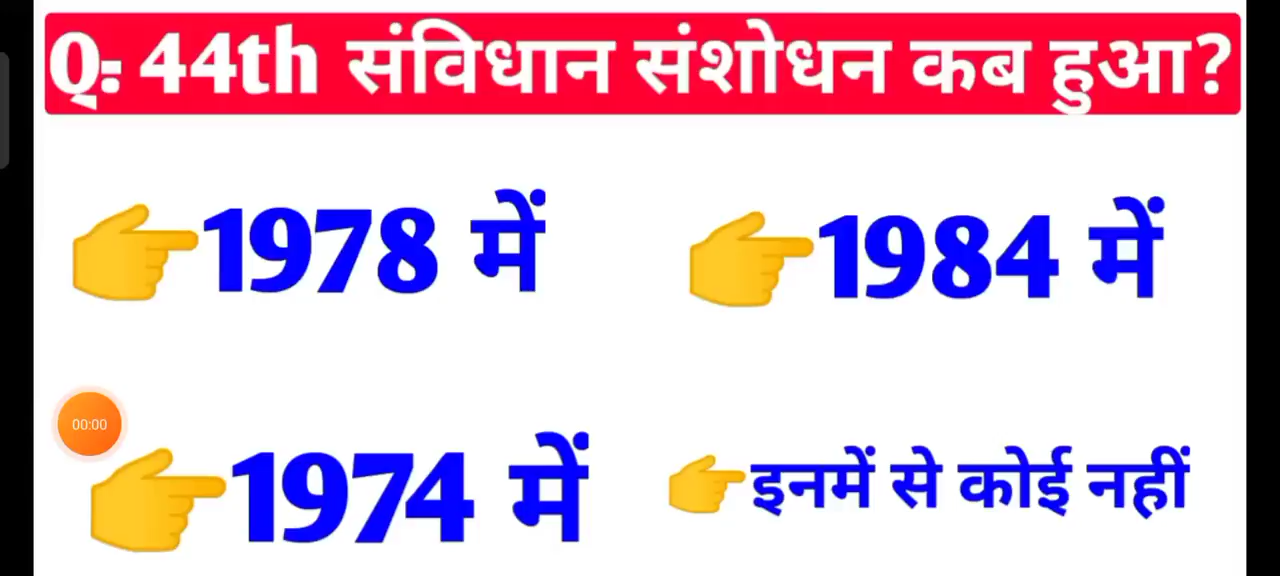 Q: 44th संविधान संशोधन कब हुआ?
👉1978 में
👉1984 में
00:00
👉1974 में
👉इनमें से कोई नहीं